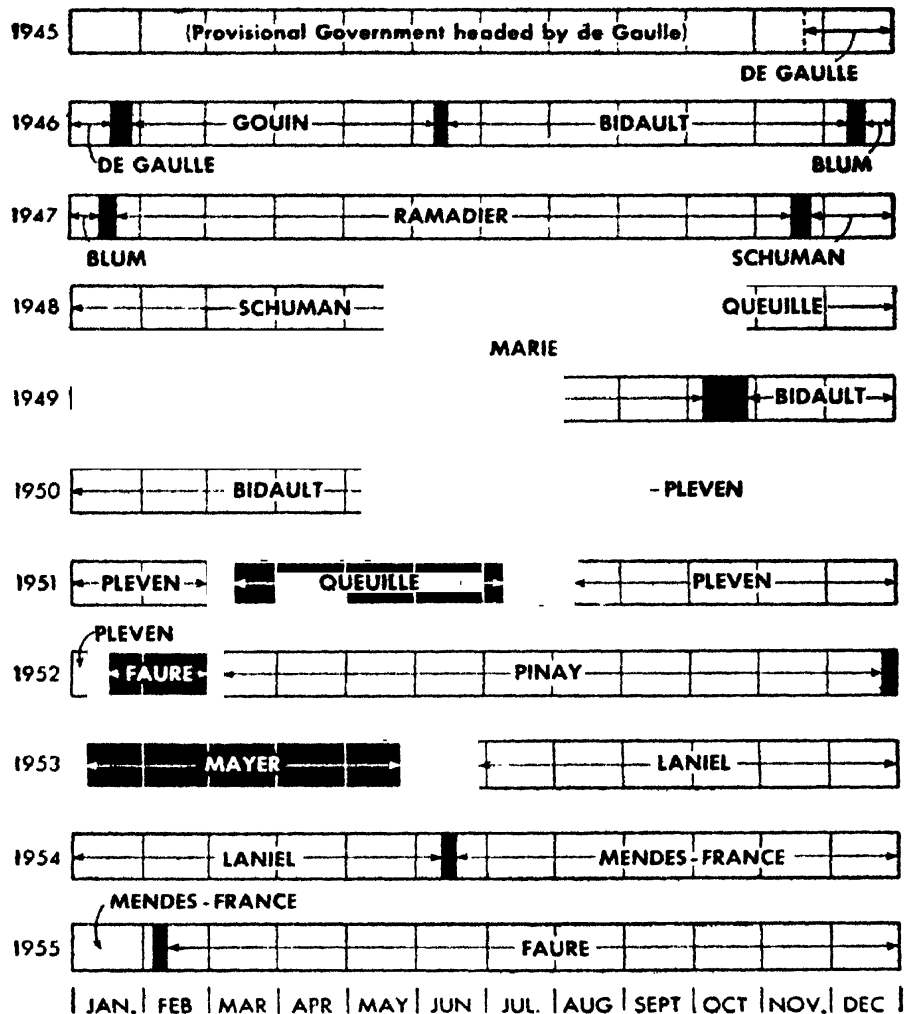 1945 (Provisional Government headed by de Gaulle)
DE GAULLE
1946 GOUIN BIDAULT
DE GAULLE BLUM
1947 RAMADIER
BLUM SCHUMAN
1948 SCHUMAN QUEUILLE
MARIE
1949 BIDAULT
1950 BIDAULT PLEVEN
1951 PLEVEN QUEUILLE PLEVEN
PLEVEN
1952 FAURE PINAY
1953 MAYER LANIEL
1954 LANIEL MENDES-FRANCE
MENDES-FRANCE
1955 FAURE
JAN. FEB MAR APR MAY JUN JUL. AUG SEPT OCT NOV. DEC